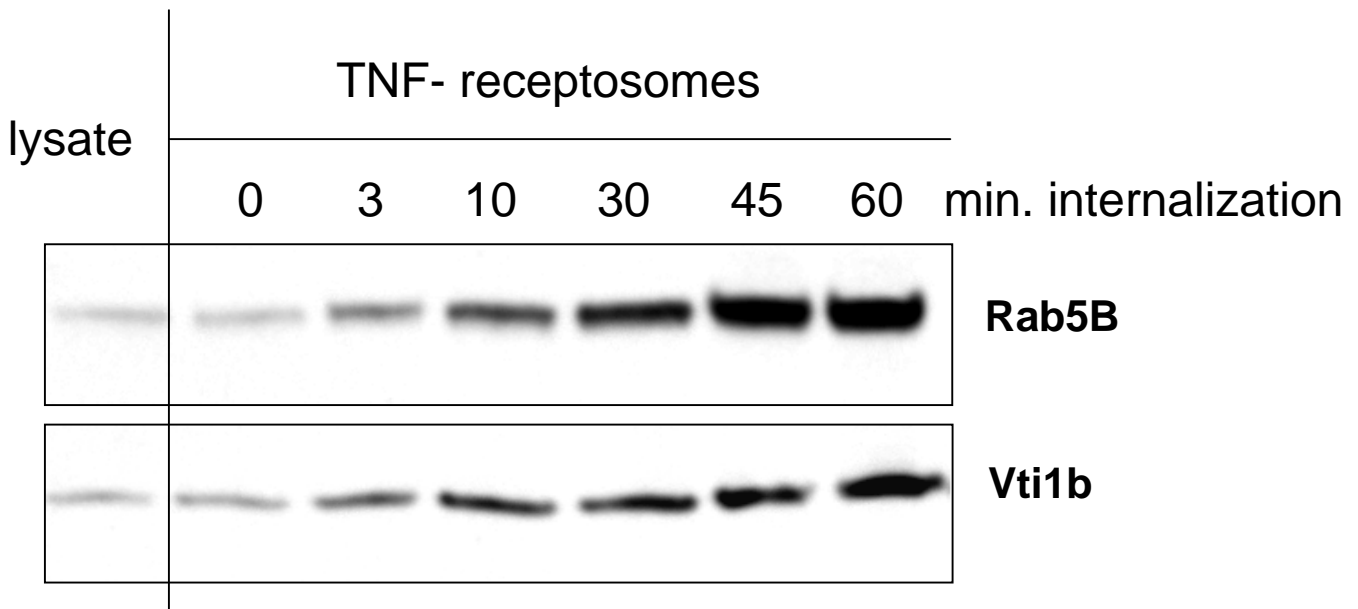 TNF- receptosomes
lysate
0 3 10 30 45 60 min. internalization
Rab5B
Vti1b